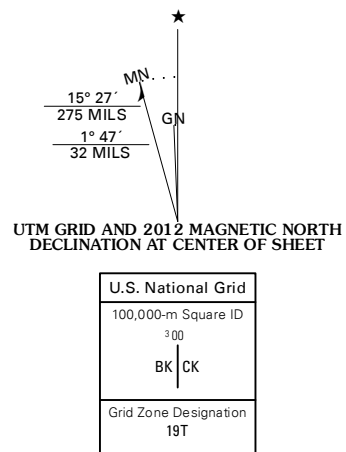 MN
15° 27´
275 MILS
GN
1° 47´
32 MILS
UTM GRID AND 2012 MAGNETIC NORTH
DECLINATION AT CENTER OF SHEET
U.S. National Grid
100,000-m Square ID
³00
BK CK
Grid Zone Designation
19T